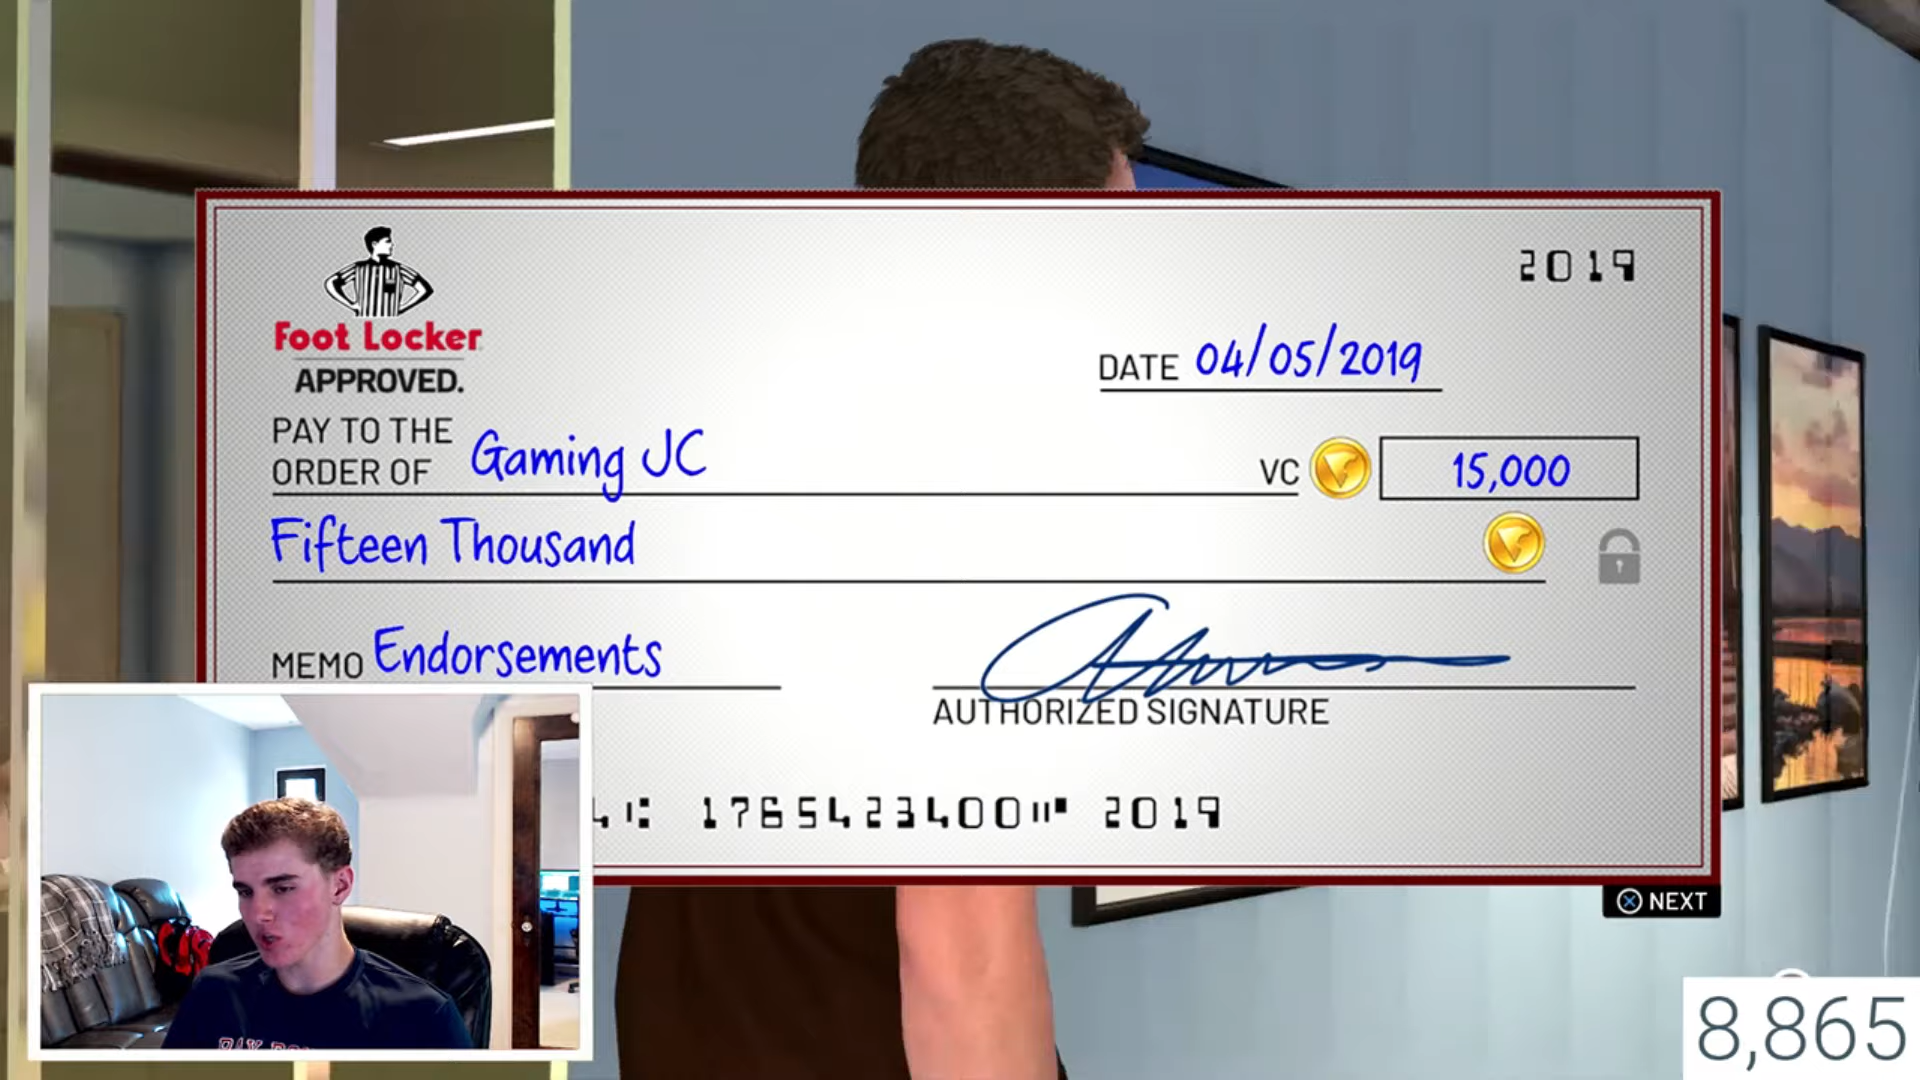 2019
Foot Locker
APPROVED.
DATE 04/05/2019
PAY TO THE
ORDER OF Gaming JC
VC 15,000
Fifteen Thousand
MEMO Endorsements
AUTHORIZED SIGNATURE
1765423400 2019
NEXT
8,865